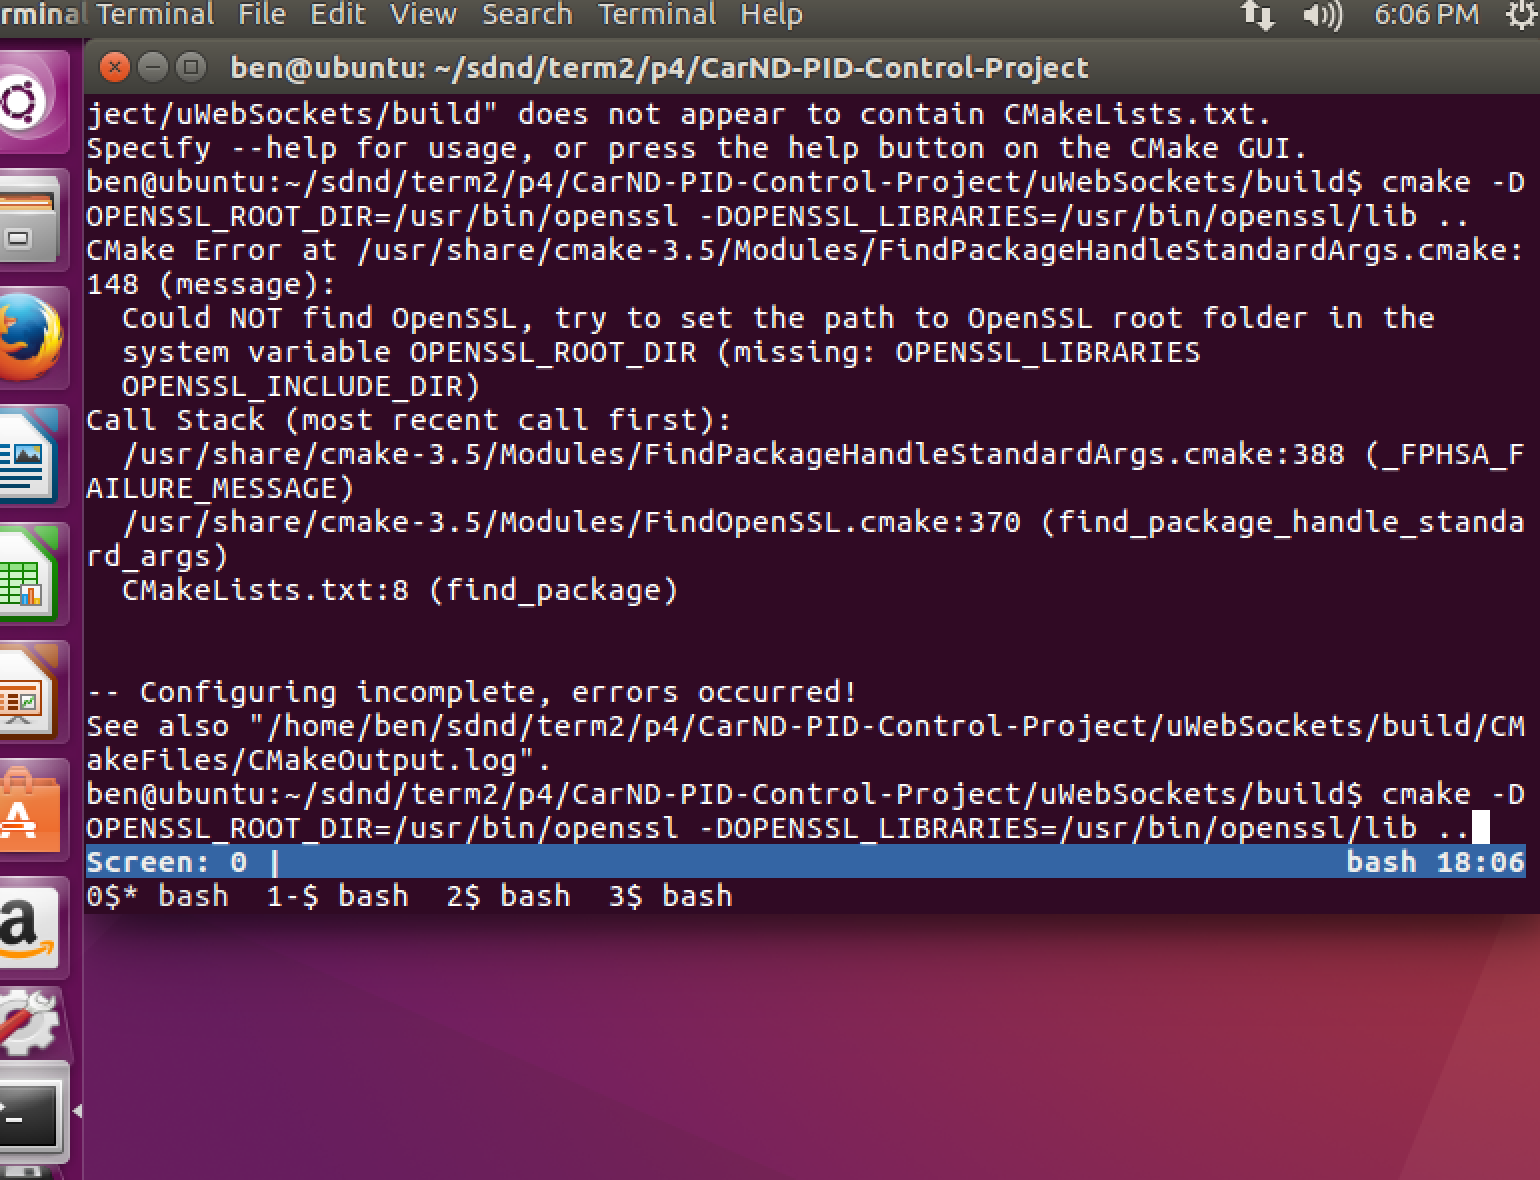 rminal Terminal File Edit View Search Terminal Help 6:06 PM
ben@ubuntu: ~/sdnd/term2/p4/CarND-PID-Control-Project
ject/uWebSockets/build" does not appear to contain CMakeLists.txt.
Specify --help for usage, or press the help button on the CMake GUI.
ben@ubuntu:~/sdnd/term2/p4/CarND-PID-Control-Project/uWebSockets/build$ cmake -D
OPENSSL_ROOT_DIR=/usr/bin/openssl -DOPENSSL_LIBRARIES=/usr/bin/openssl/lib ..
CMake Error at /usr/share/cmake-3.5/Modules/FindPackageHandleStandardArgs.cmake:
148 (message):
  Could NOT find OpenSSL, try to set the path to OpenSSL root folder in the
  system variable OPENSSL_ROOT_DIR (missing: OPENSSL_LIBRARIES
  OPENSSL_INCLUDE_DIR)
Call Stack (most recent call first):
  /usr/share/cmake-3.5/Modules/FindPackageHandleStandardArgs.cmake:388 (_FPHSA_F
AILURE_MESSAGE)
  /usr/share/cmake-3.5/Modules/FindOpenSSL.cmake:370 (find_package_handle_standa
rd_args)
  CMakeLists.txt:8 (find_package)
-- Configuring incomplete, errors occurred!
See also "/home/ben/sdnd/term2/p4/CarND-PID-Control-Project/uWebSockets/build/CM
akeFiles/CMakeOutput.log".
ben@ubuntu:~/sdnd/term2/p4/CarND-PID-Control-Project/uWebSockets/build$ cmake -D
OPENSSL_ROOT_DIR=/usr/bin/openssl -DOPENSSL_LIBRARIES=/usr/bin/openssl/lib ..
Screen: 0 | bash 18:06
0$* bash  1-$ bash  2$ bash  3$ bash